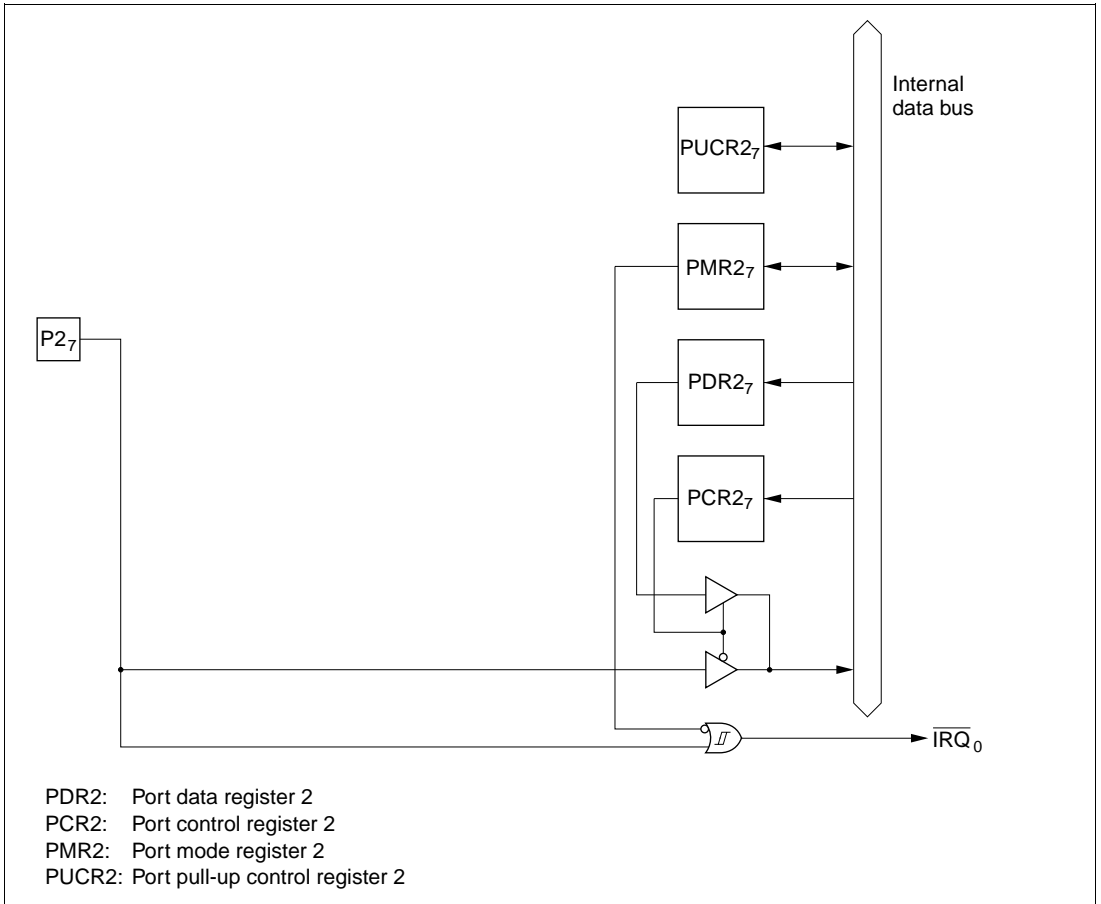 Internal
data bus
PUCR2₇
PMR2₇
P2₇
PDR2₇
PCR2₇
I̅R̅Q̅₀
PDR2: Port data register 2
PCR2: Port control register 2
PMR2: Port mode register 2
PUCR2: Port pull-up control register 2